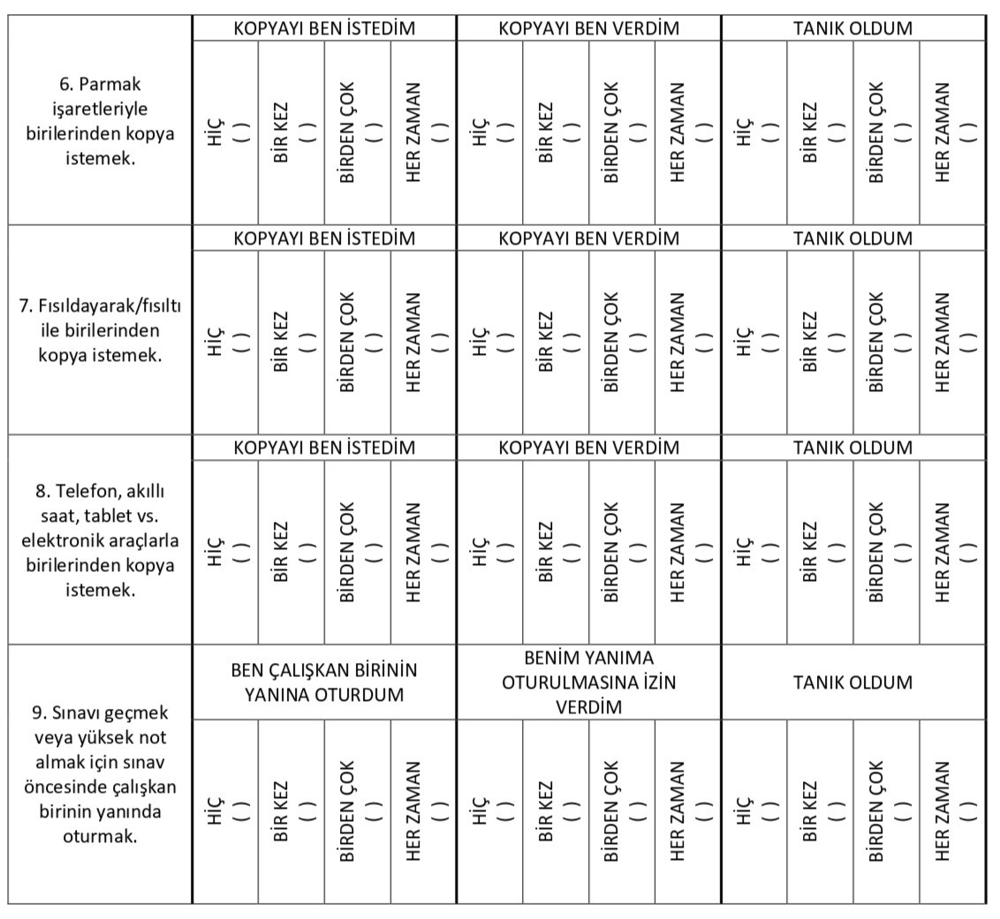 6. Parmak
işaretleriyle
birilerinden kopya
istemek.
KOPYAYI BEN İSTEDİM
HİÇ
( )
BİR KEZ
( )
BİRDEN ÇOK
( )
HER ZAMAN
( )
KOPYAYI BEN VERDİM
HİÇ
( )
BİR KEZ
( )
BİRDEN ÇOK
( )
HER ZAMAN
( )
TANIK OLDUM
HİÇ
( )
BİR KEZ
( )
BİRDEN ÇOK
( )
HER ZAMAN
( )
7. Fısıldayarak/fısıltı
ile birilerinden
kopya istemek.
KOPYAYI BEN İSTEDİM
HİÇ
( )
BİR KEZ
( )
BİRDEN ÇOK
( )
HER ZAMAN
( )
KOPYAYI BEN VERDİM
HİÇ
( )
BİR KEZ
( )
BİRDEN ÇOK
( )
HER ZAMAN
( )
TANIK OLDUM
HİÇ
( )
BİR KEZ
( )
BİRDEN ÇOK
( )
HER ZAMAN
( )
8. Telefon, akıllı
saat, tablet vs.
elektronik araçlarla
birilerinden kopya
istemek.
KOPYAYI BEN İSTEDİM
HİÇ
( )
BİR KEZ
( )
BİRDEN ÇOK
( )
HER ZAMAN
( )
KOPYAYI BEN VERDİM
HİÇ
( )
BİR KEZ
( )
BİRDEN ÇOK
( )
HER ZAMAN
( )
TANIK OLDUM
HİÇ
( )
BİR KEZ
( )
BİRDEN ÇOK
( )
HER ZAMAN
( )
9. Sınavı geçmek
veya yüksek not
almak için sınav
öncesinde çalışkan
birinin yanında
oturmak.
BEN ÇALIŞKAN BİRİNİN
YANINA OTURDUM
HİÇ
( )
BİR KEZ
( )
BİRDEN ÇOK
( )
HER ZAMAN
( )
BENİM YANIMA
OTURULMASINA İZİN
VERDİM
HİÇ
( )
BİR KEZ
( )
BİRDEN ÇOK
( )
HER ZAMAN
( )
TANIK OLDUM
HİÇ
( )
BİR KEZ
( )
BİRDEN ÇOK
( )
HER ZAMAN
( )